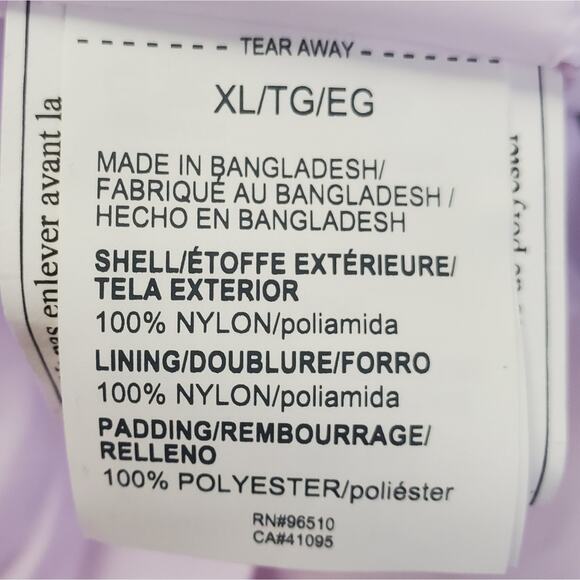 TEAR AWAY
XL/TG/EG
MADE IN BANGLADESH/
FABRIQUÉ AU BANGLADESH /
HECHO EN BANGLADESH
SHELL/ÉTOFFE EXTÉRIEURE/
TELA EXTERIOR
100% NYLON/poliamida
LINING/DOUBLURE/FORRO
100% NYLON/poliamida
PADDING/REMBOURRAGE/
RELLENO
100% POLYESTER/poliéster
RN#96510
CA#41095
enlever avant la